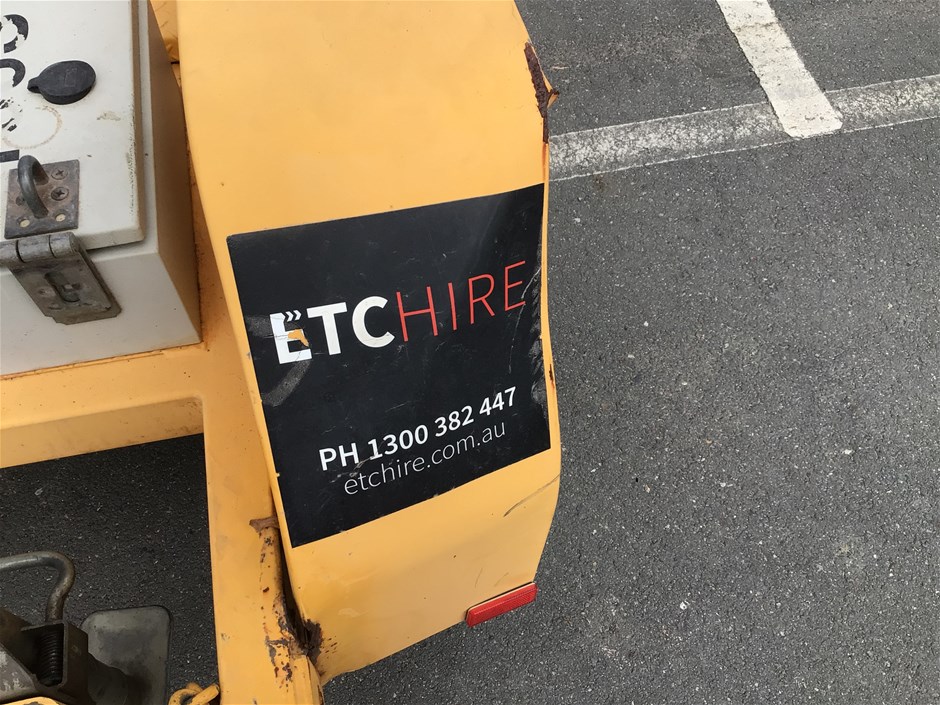 ETCHIRE
PH 1300 382 447
etchire.com.au